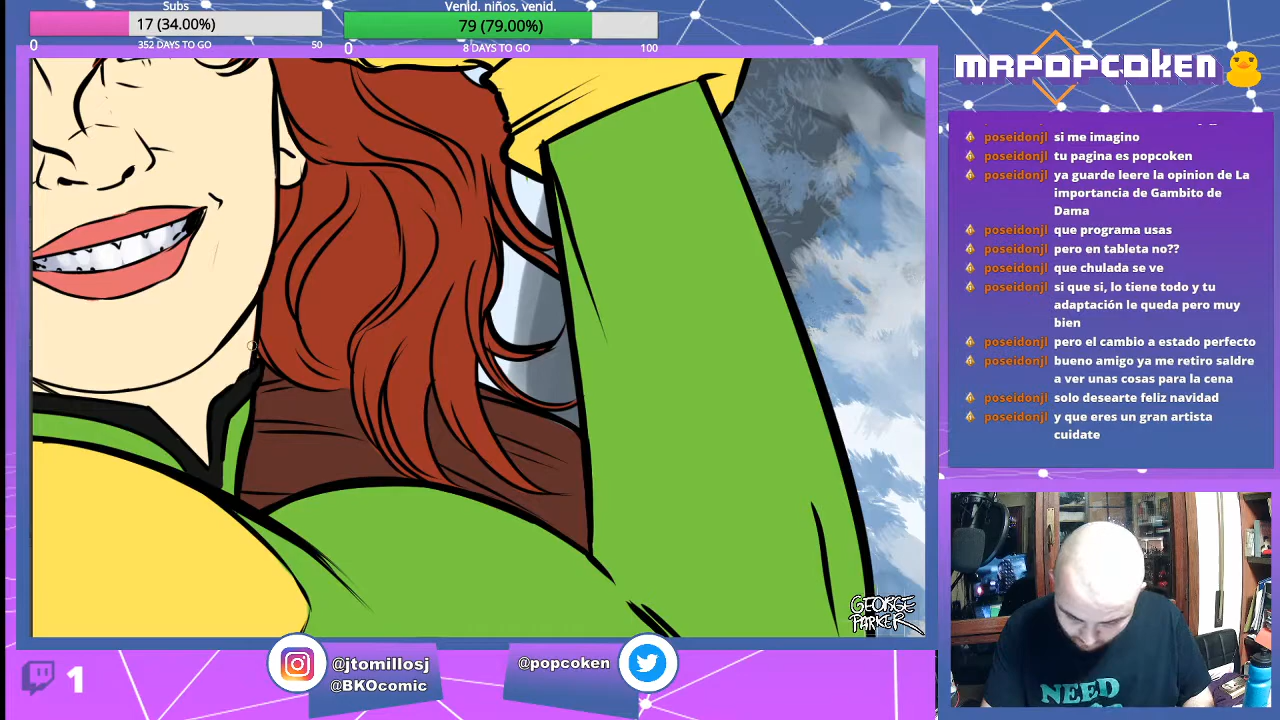 Subs
17 (34.00%)
0
352 DAYS TO GO
50
Venid, niños, venid.
79 (79.00%)
0
8 DAYS TO GO
100
MRPOPCOKEN
poseidonjl si me imagino
poseidonjl tu pagina es popcoken
poseidonjl ya guarde leere la opinion de La
importancia de Gambito de
Dama
poseidonjl que programa usas
poseidonjl pero en tableta no??
poseidonjl que chulada se ve
poseidonjl si que si, lo tiene todo y tu
adaptación le queda pero muy
bien
poseidonjl pero el cambio a estado perfecto
poseidonjl bueno amigo ya me retiro saldre
a ver unas cosas para la cena
poseidonjl solo desearte feliz navidad
poseidonjl y que eres un gran artista
cuidate
GEORGE
PARKER
1
@jtomillosj
@BKOcomic
@popcoken
NEED